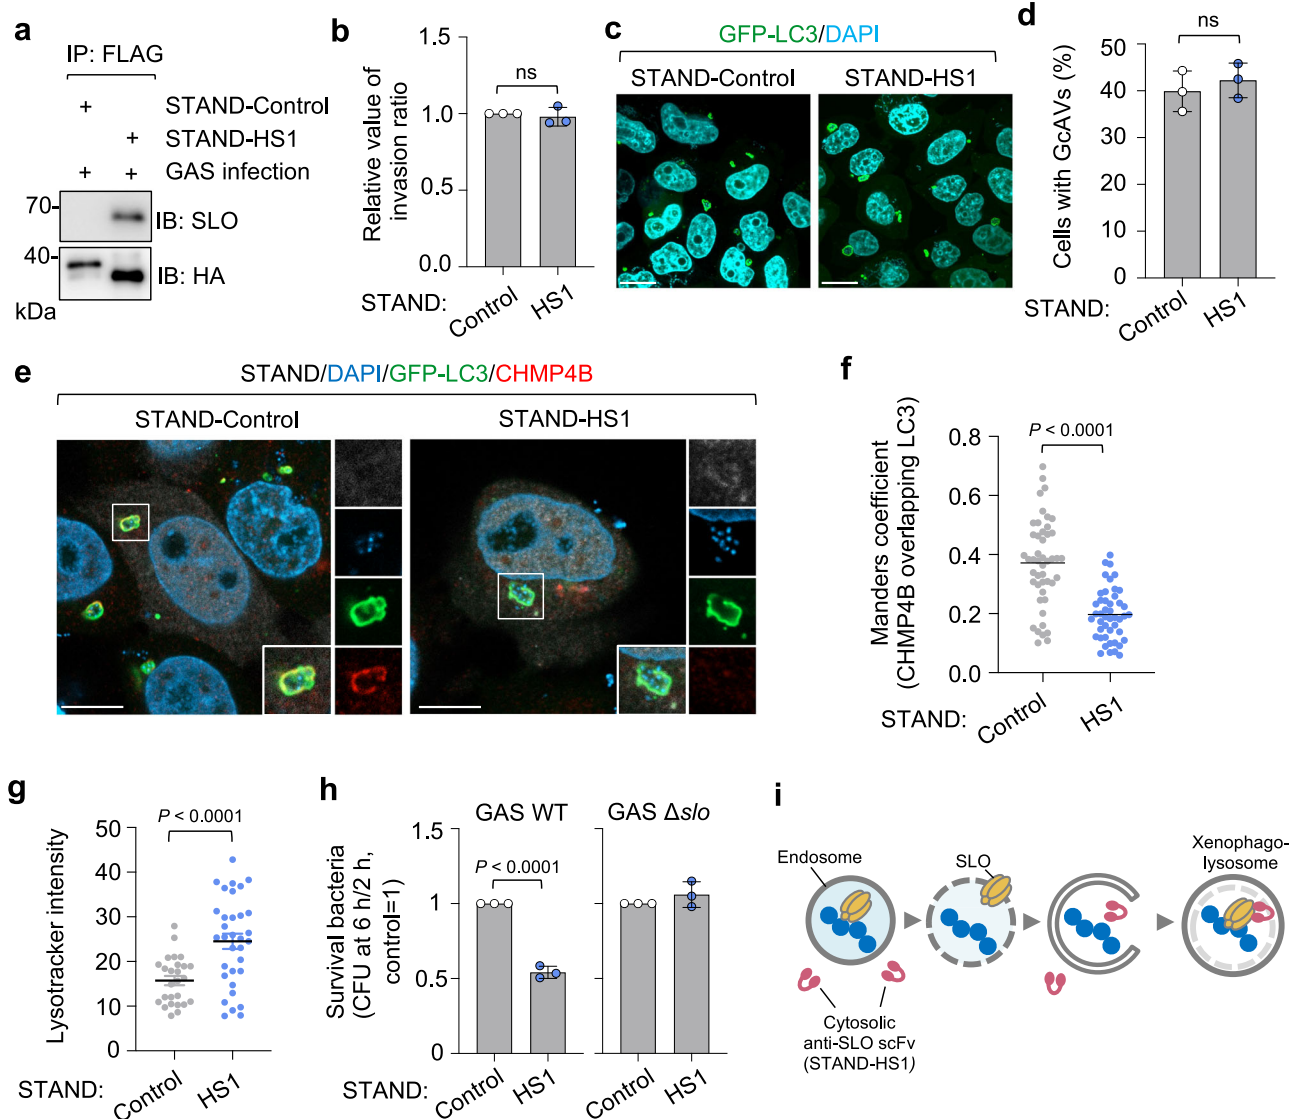 a
IP: FLAG
+ STAND-Control
+ STAND-HS1
+ + GAS infection
70
IB: SLO
40
IB: HA
kDa
b
Relative value of
invasion ratio
1.5
1.0
0.5
0.0
ns
STAND:
Control
HS1
c
GFP-LC3/DAPI
STAND-Control
STAND-HS1
d
Cells with GcAVs (%)
50
40
30
20
10
0
ns
STAND:
Control
HS1
e
STAND/DAPI/GFP-LC3/CHMP4B
STAND-Control
STAND-HS1
f
Manders coefficient
(CHMP4B overlapping LC3)
0.8
0.6
0.4
0.2
0.0
P < 0.0001
STAND:
Control
HS1
g
Lysotracker intensity
50
40
30
20
10
0
P < 0.0001
STAND:
Control
HS1
h
Survival bacteria
(CFU at 6 h/2 h,
control=1)
GAS WT
GAS Δslo
1.5
1
0.5
0
P < 0.0001
STAND:
Control
HS1
Control
HS1
i
Endosome
SLO
Xenophago-
lysosome
Cytosolic
anti-SLO scFv
(STAND-HS1)